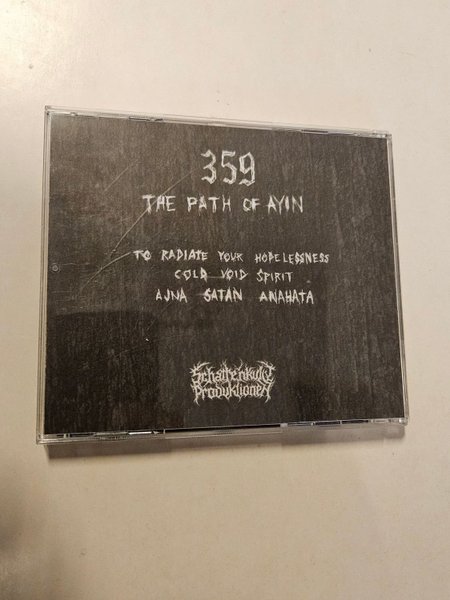 359
THE PATH OF AYIN
TO RADIATE YOUR HOPELESSNESS
COLD VOID SPIRIT
AJNA SATAN ANAHATA
Schattenkult
Produktionen